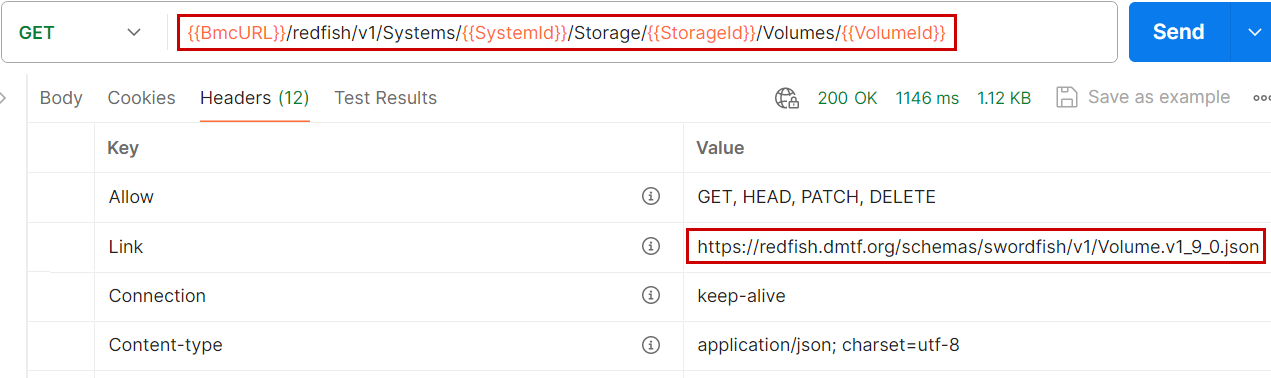 GET {{BmcURL}}/redfish/v1/Systems/{{SystemId}}/Storage/{{StorageId}}/Volumes/{{VolumeId}} Send
Body Cookies Headers (12) Test Results 200 OK 1146 ms 1.12 KB Save as example
Key Value
Allow GET, HEAD, PATCH, DELETE
Link https://redfish.dmtf.org/schemas/swordfish/v1/Volume.v1_9_0.json
Connection keep-alive
Content-type application/json; charset=utf-8